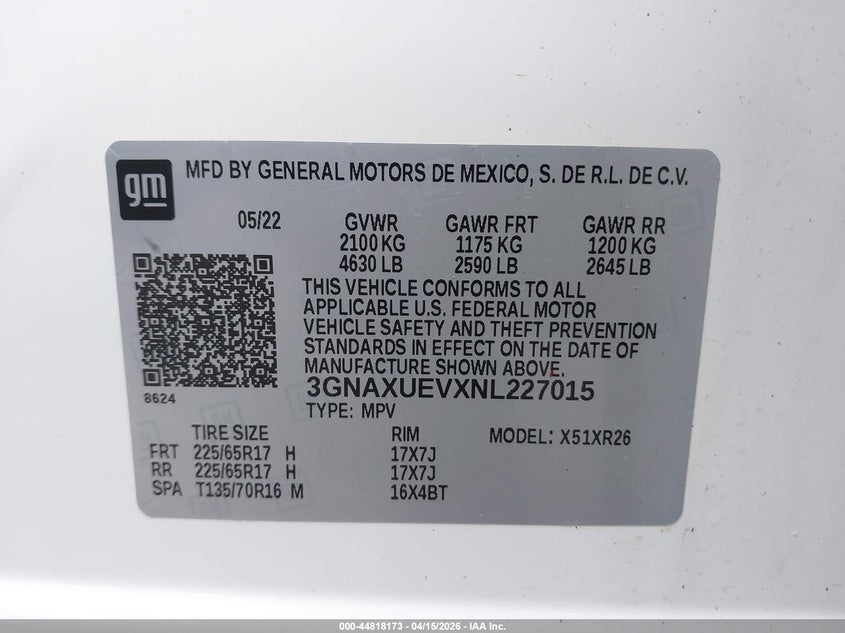 gm
MFD BY GENERAL MOTORS DE MEXICO, S. DE R.L. DE C.V.
05/22 GVWR GAWR FRT GAWR RR
2100 KG 1175 KG 1200 KG
4630 LB 2590 LB 2645 LB
THIS VEHICLE CONFORMS TO ALL
APPLICABLE U.S. FEDERAL MOTOR
VEHICLE SAFETY AND THEFT PREVENTION
STANDARDS IN EFFECT ON THE DATE OF
MANUFACTURE SHOWN ABOVE.
8624
3GNAXUEVXNL227015
TYPE: MPV
TIRE SIZE RIM MODEL: X51XR26
FRT 225/65R17 H 17X7J
RR 225/65R17 H 17X7J
SPA T135/70R16 M 16X4BT
000-44818173 - 04/15/2026 - IAA Inc.